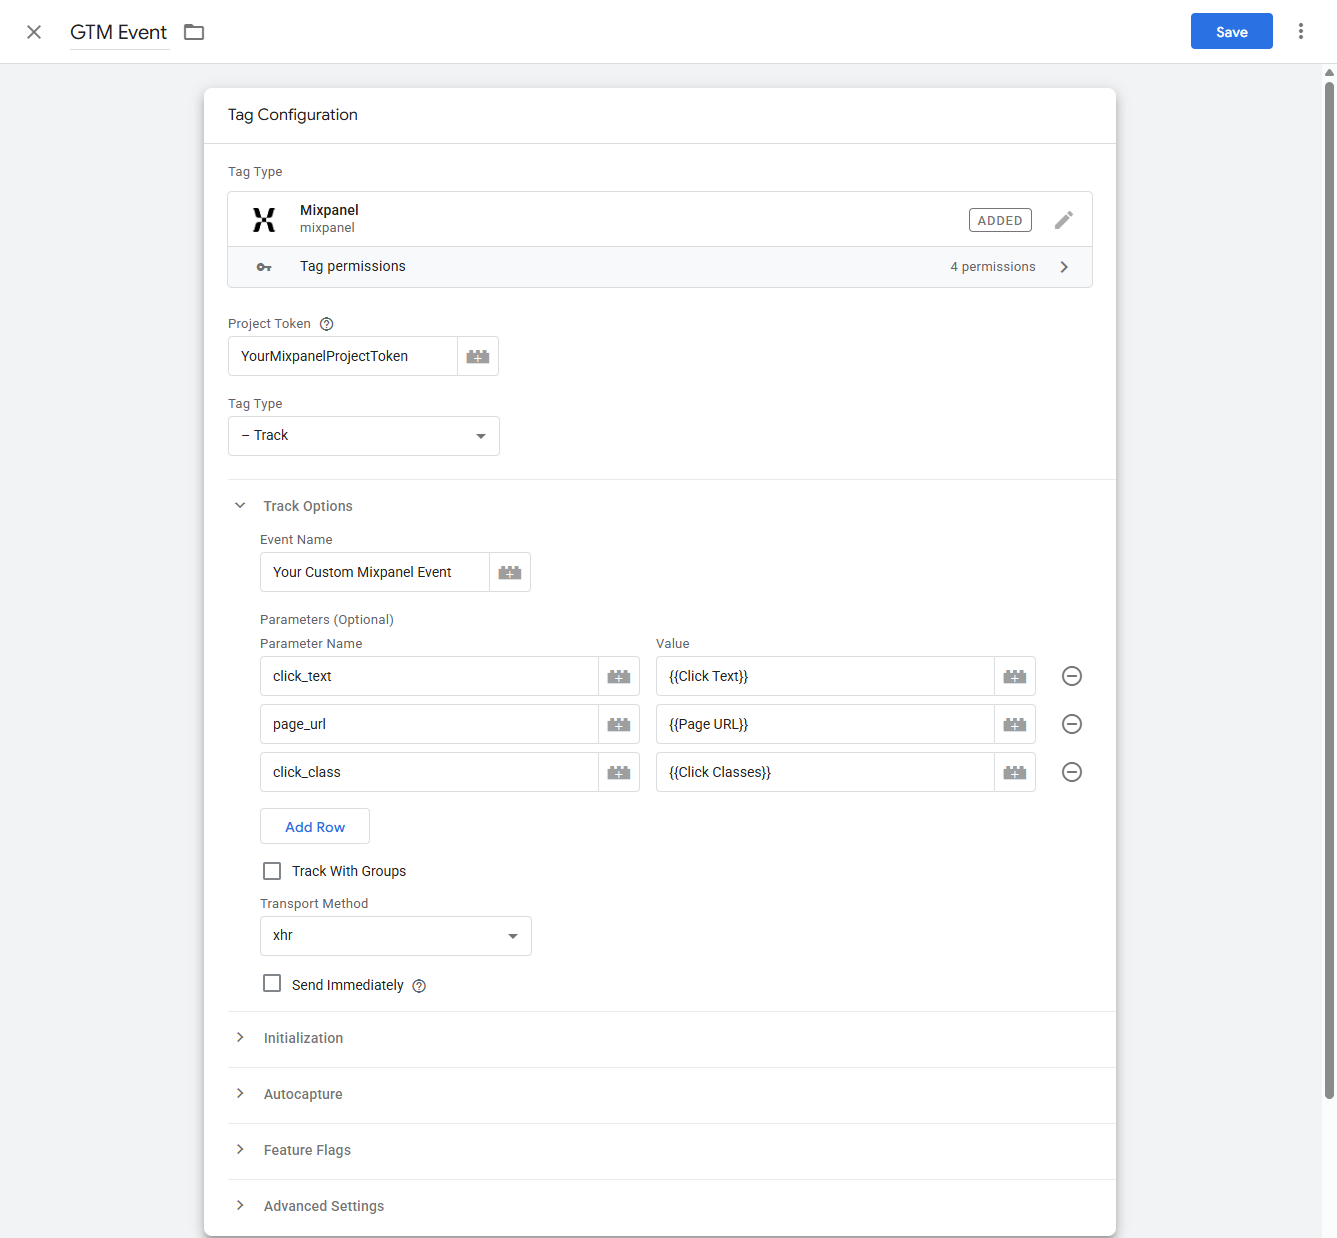 GTM Event
Save
Tag Configuration
Tag Type
Mixpanel
mixpanel
ADDED
Tag permissions
4 permissions
Project Token
YourMixpanelProjectToken
Tag Type
– Track
Track Options
Event Name
Your Custom Mixpanel Event
Parameters (Optional)
Parameter Name Value
click_text {{Click Text}}
page_url {{Page URL}}
click_class {{Click Classes}}
Add Row
Track With Groups
Transport Method
xhr
Send Immediately
Initialization
Autocapture
Feature Flags
Advanced Settings